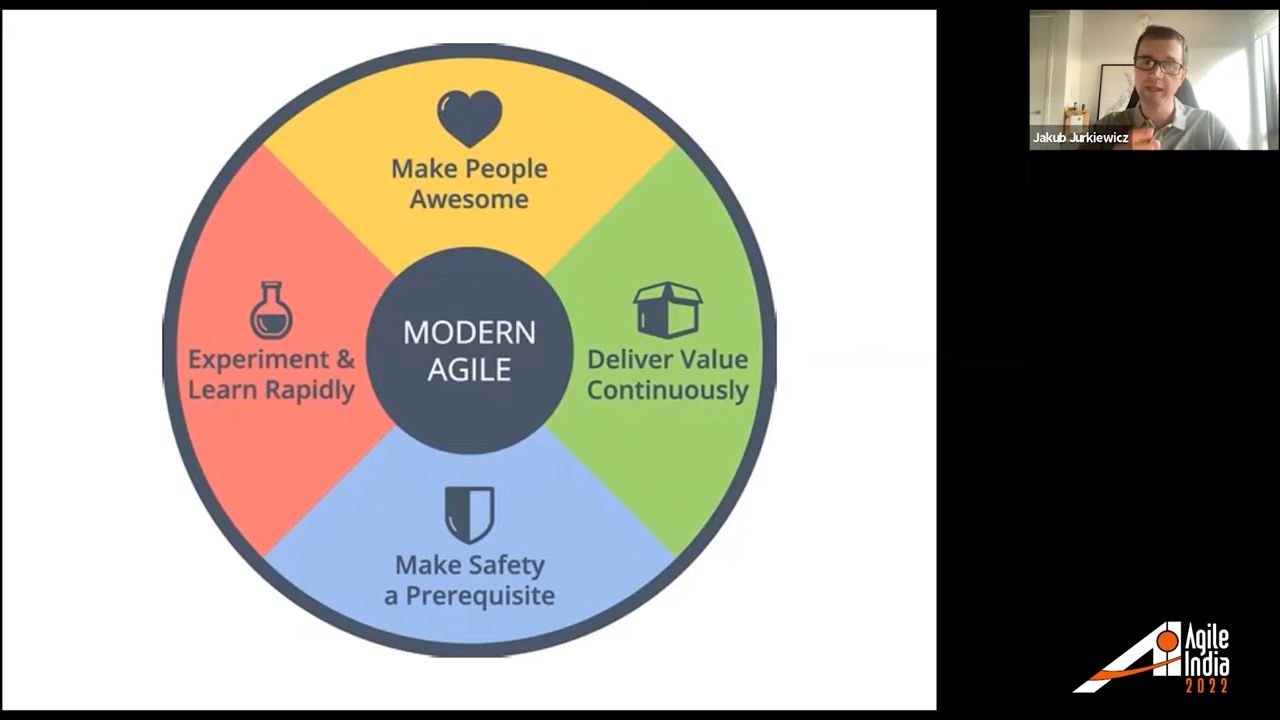 Make People
Awesome
Experiment &
Learn Rapidly
MODERN
AGILE
Deliver Value
Continuously
Make Safety
a Prerequisite
Jakub Jurkiewicz
Agile
India
2022